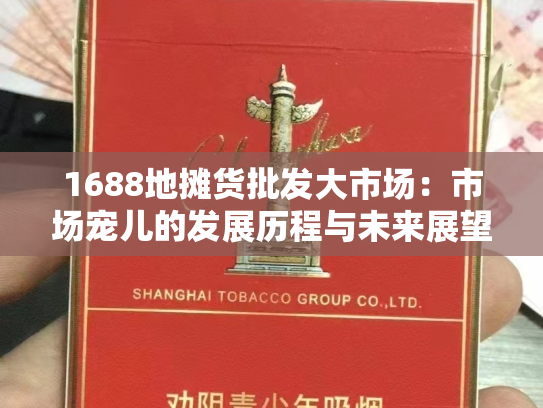 1688地摊货批发大市场：市
场宠儿的发展历程与未来展望
SHANGHAI TOBACCO GROUP CO.,LTD.
劝阻青少年吸烟